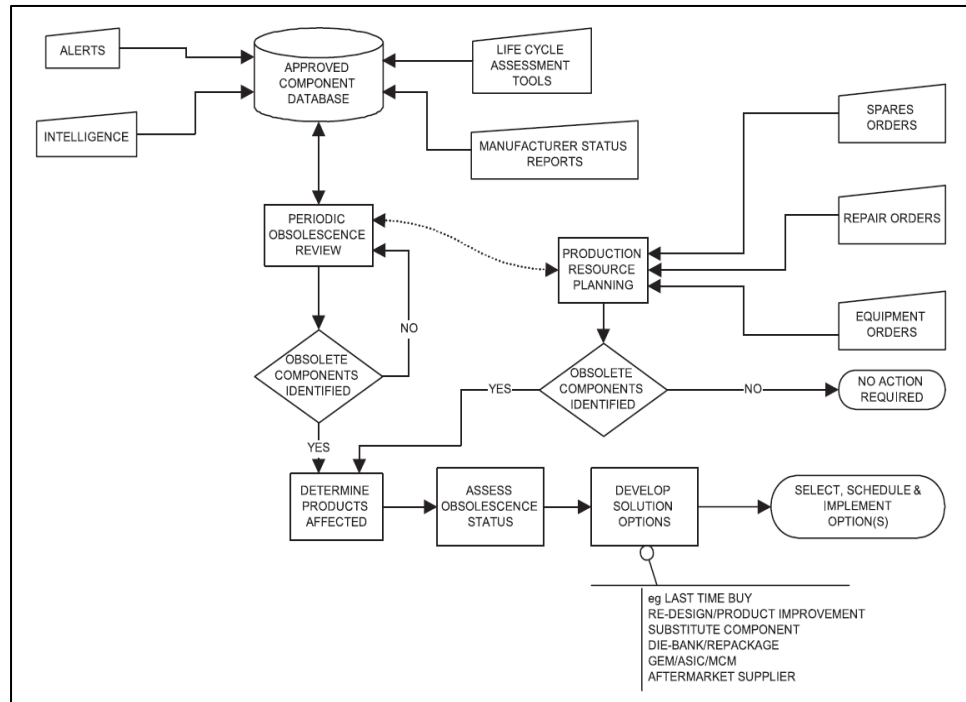 ALERTS
APPROVED
COMPONENT
DATABASE
LIFE CYCLE
ASSESSMENT
TOOLS
INTELLIGENCE
MANUFACTURER STATUS
REPORTS
SPARES
ORDERS
PERIODIC
OBSOLESCENCE
REVIEW
REPAIR ORDERS
PRODUCTION
RESOURCE
PLANNING
EQUIPMENT
ORDERS
NO
OBSOLETE
COMPONENTS
IDENTIFIED
YES
OBSOLETE
COMPONENTS
IDENTIFIED
NO
NO ACTION
REQUIRED
YES
DETERMINE
PRODUCTS
AFFECTED
ASSESS
OBSOLESCENCE
STATUS
DEVELOP
SOLUTION
OPTIONS
SELECT, SCHEDULE &
IMPLEMENT
OPTION(S)
eg LAST TIME BUY
RE-DESIGN/PRODUCT IMPROVEMENT
SUBSTITUTE COMPONENT
DIE-BANK/REPACKAGE
GEM/ASIC/MCM
AFTERMARKET SUPPLIER